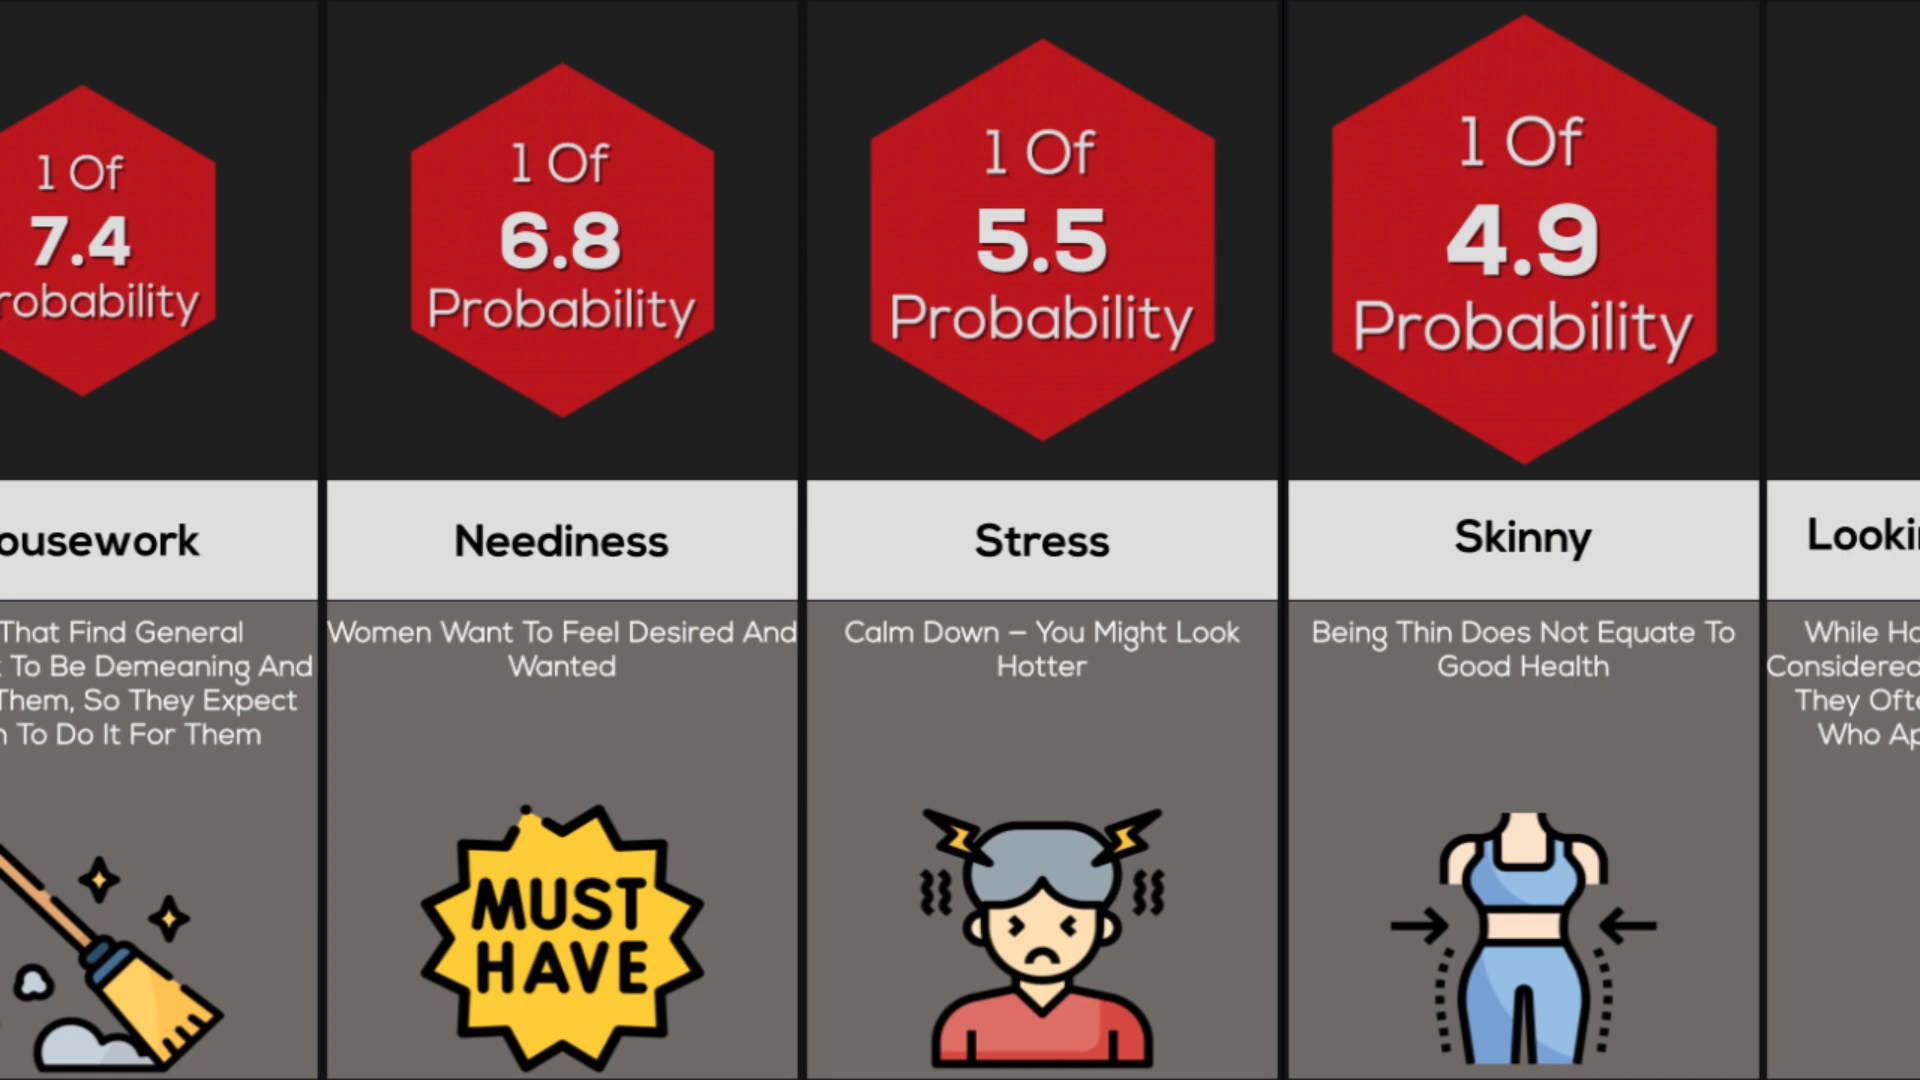 1 Of
7.4
robability
ousework
That Find General
To Be Demeaning And
Them, So They Expect
To Do It For Them
1 Of
6.8
Probability
Neediness
Women Want To Feel Desired And
Wanted
MUST
HAVE
1 Of
5.5
Probability
Stress
Calm Down – You Might Look
Hotter
1 Of
4.9
Probability
Skinny
Being Thin Does Not Equate To
Good Health
Looki
While Ha
Considered
They Ofte
Who Ap